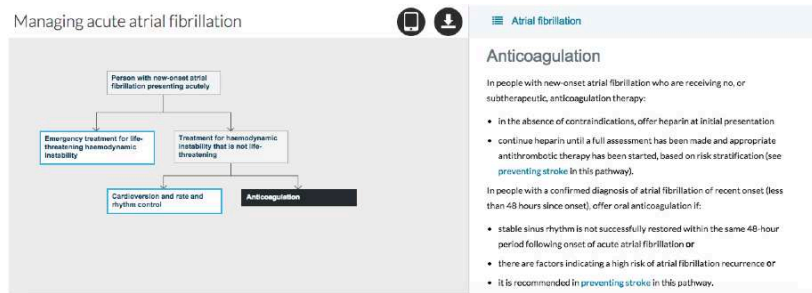 Managing acute atrial fibrillation
Person with new-onset atrial
fibrillation presenting acutely
Emergency treatment for life-
threatening haemodynamic
instability
Treatment for haemodynamic
instability that is not life-
threatening
Cardioversion and rate and
rhythm control
Anticoagulation
Atrial fibrillation
Anticoagulation
In people with new-onset atrial fibrillation who are receiving no, or
subtherapeutic, anticoagulation therapy:
• in the absence of contraindications, offer heparin at initial presentation
• continue heparin until a full assessment has been made and appropriate
antithrombotic therapy has been started, based on risk stratification (see
preventing stroke in this pathway).
In people with a confirmed diagnosis of atrial fibrillation of recent onset (less
than 48 hours since onset), offer oral anticoagulation if:
• stable sinus rhythm is not successfully restored within the same 48-hour
period following onset of acute atrial fibrillation or
• there are factors indicating a high risk of atrial fibrillation recurrence or
• it is recommended in preventing stroke in this pathway.